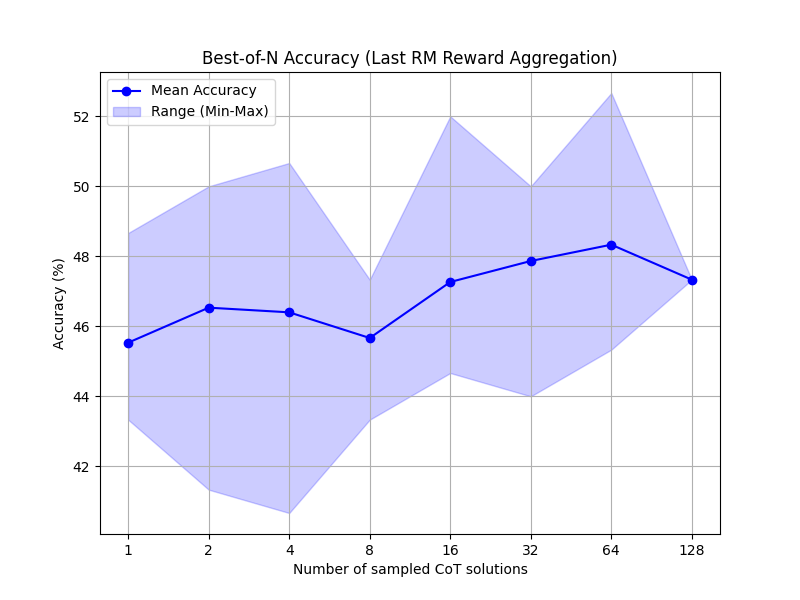 Best-of-N Accuracy (Last RM Reward Aggregation)
Mean Accuracy
Range (Min-Max)
Accuracy (%)
52
50
48
46
44
42
1 2 4 8 16 32 64 128
Number of sampled CoT solutions